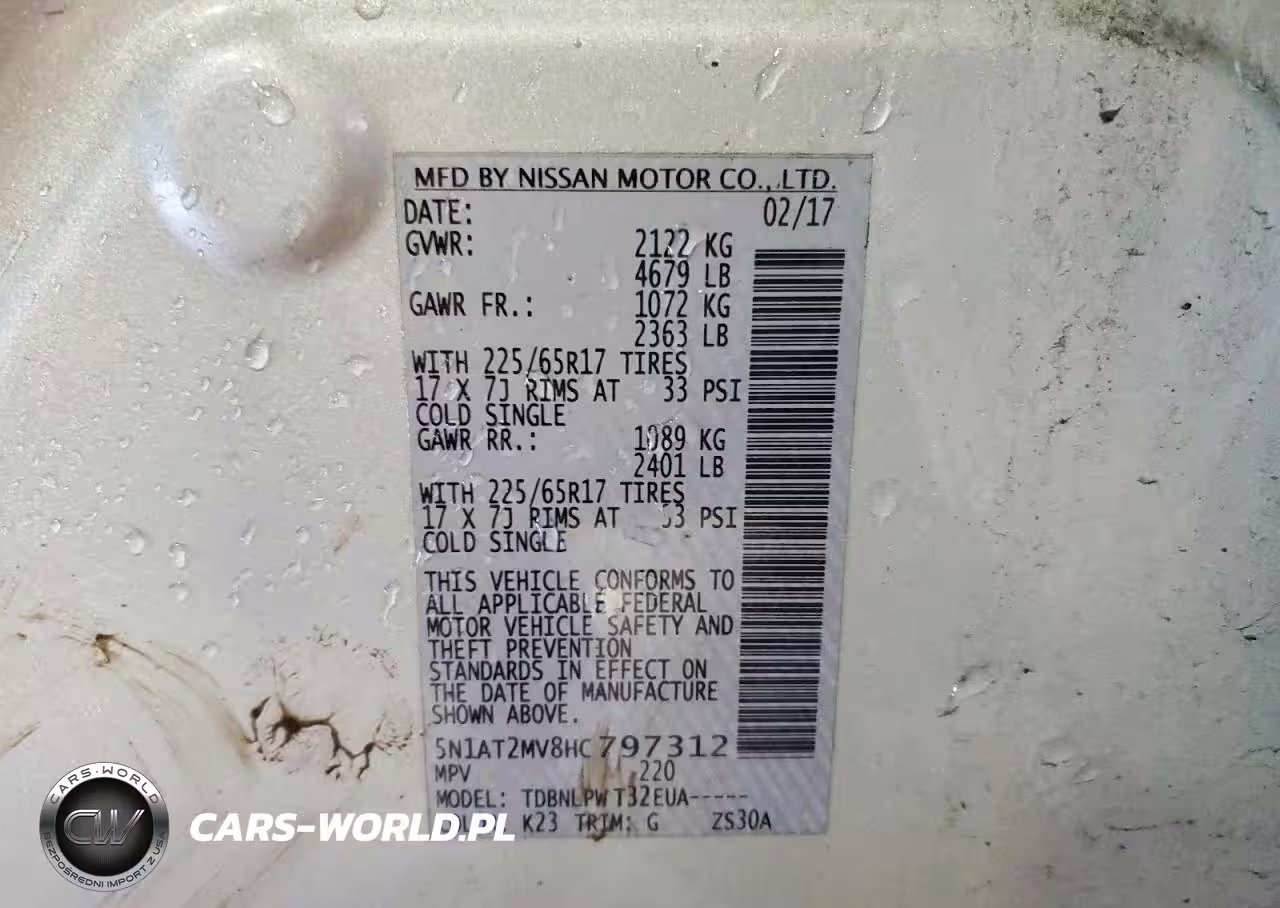 MFD BY NISSAN MOTOR CO., LTD.
DATE: 02/17
GVWR: 2122 KG
4679 LB
GAWR FR.: 1072 KG
2363 LB
WITH 225/65R17 TIRES
17 X 7J RIMS AT 33 PSI
COLD SINGLE
GAWR RR.: 1089 KG
2401 LB
WITH 225/65R17 TIRES
17 X 7J RIMS AT 33 PSI
COLD SINGLE
THIS VEHICLE CONFORMS TO
ALL APPLICABLE FEDERAL
MOTOR VEHICLE SAFETY AND
THEFT PREVENTION
STANDARDS IN EFFECT ON
THE DATE OF MANUFACTURE
SHOWN ABOVE.
5N1AT2MV8HC797312
MPV 220
MODEL: TDBNLPWT32EUA-----
K23 TRIM: G ZS30A
CARS-WORLD
CW
BEZPOŚREDNI IMPORT Z USA
CARS-WORLD.PL